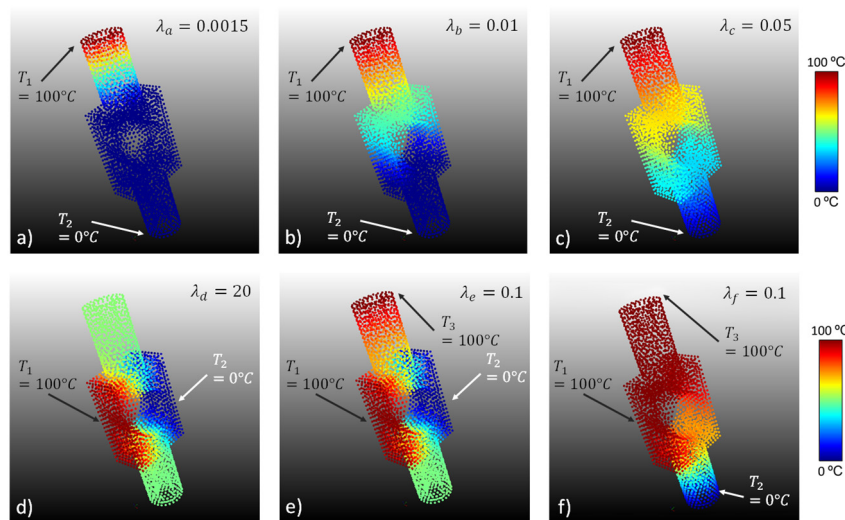 λa = 0.0015
T1
= 100°C
T2
= 0°C
a)
λb = 0.01
T1
= 100°C
T2
= 0°C
b)
λc = 0.05
T1
= 100°C
T2
= 0°C
c)
100 ºC
0 ºC
λd = 20
T1
= 100°C
T2
= 0°C
d)
λe = 0.1
T3
= 100°C
T1
= 100°C
T2
= 0°C
e)
λf = 0.1
T3
= 100°C
T1
= 100°C
T2
= 0°C
f)
100 ºC
0 ºC